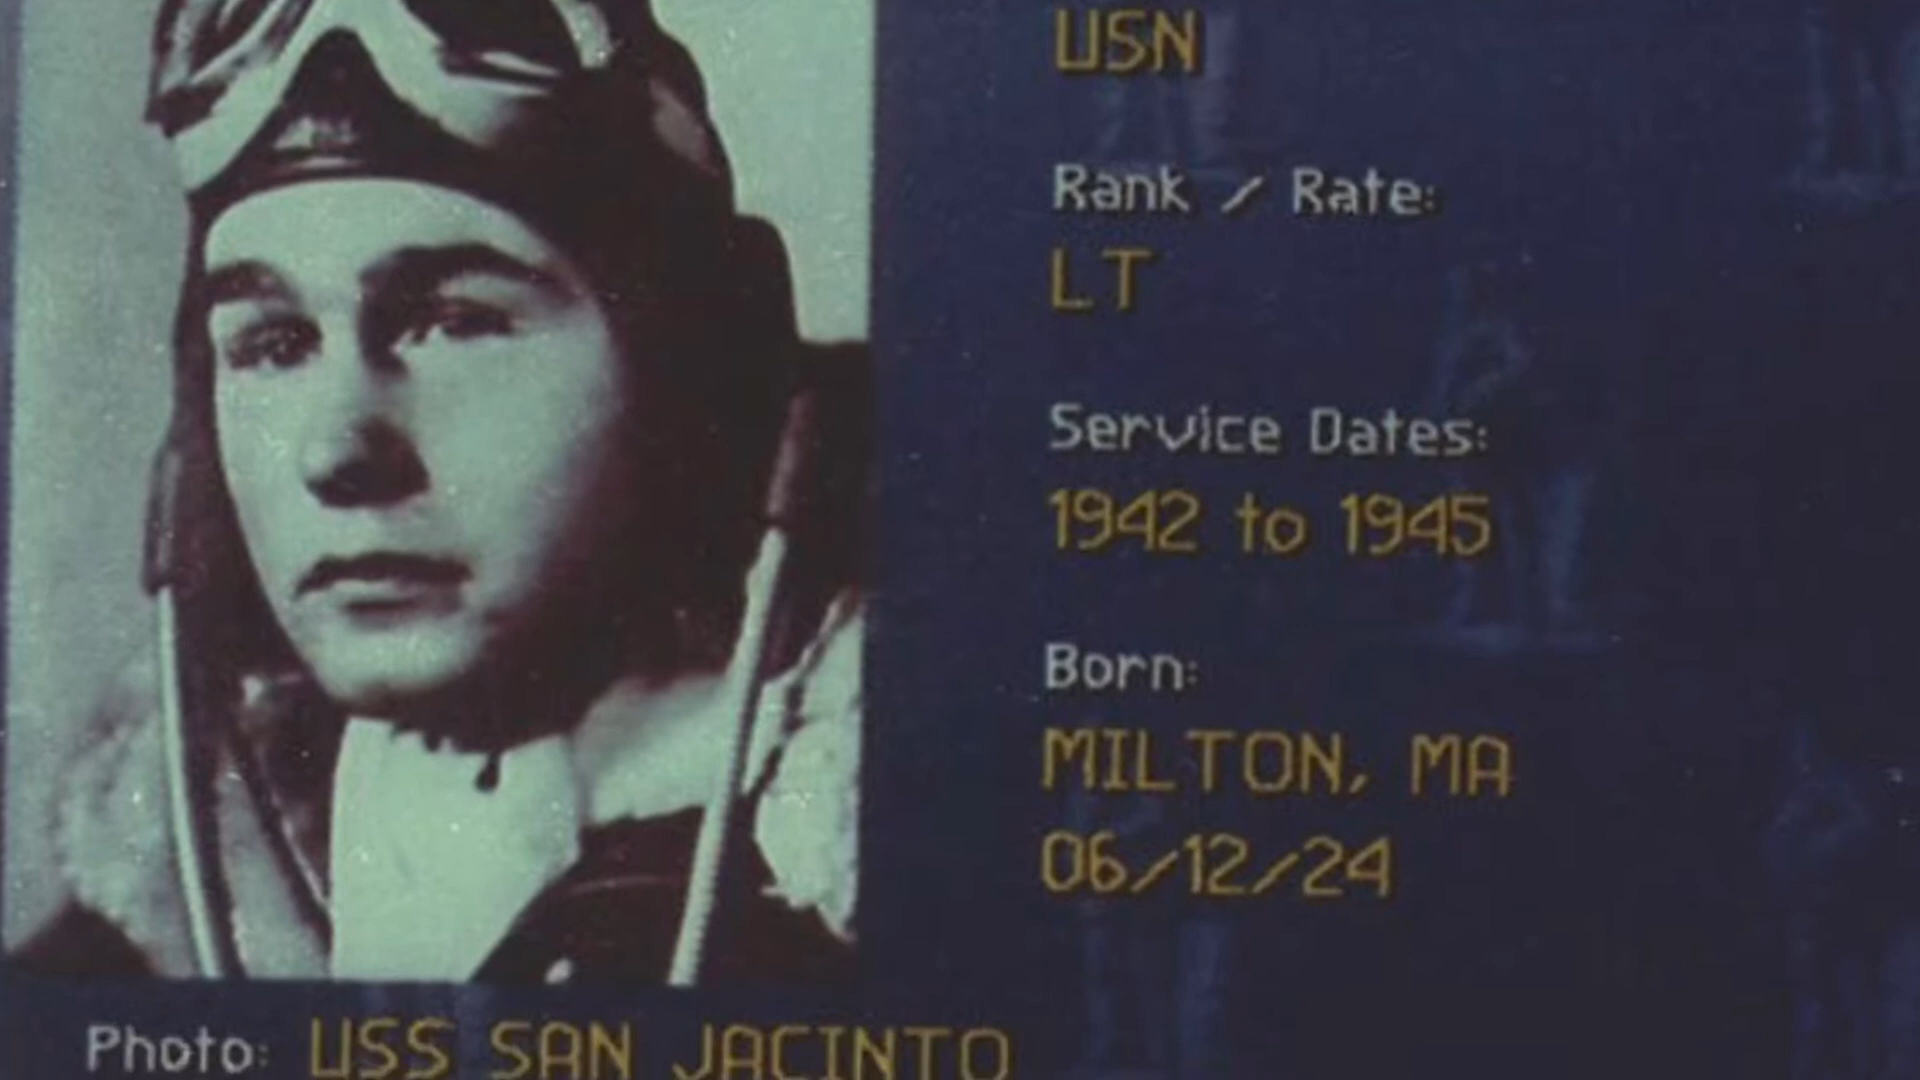 USN
Rank / Rate:
LT
Service Dates:
1942 to 1945
Born:
MILTON, MA
06/12/24
Photo: USS SAN JACINTO